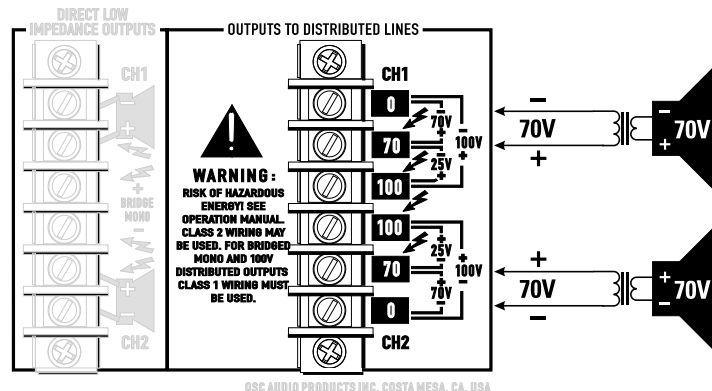 DIRECT LOW
IMPEDANCE OUTPUTS
CH1
+
-
+
BRIDGE
MONO
-
+
-
CH2
OUTPUTS TO DISTRIBUTED LINES
CH1
0
70
100
100
70
0
CH2
- 70V +
- 25V +
- 100V +
+ 25V -
+ 70V -
+ 100V -
!
WARNING:
RISK OF HAZARDOUS
ENERGY! SEE
OPERATION MANUAL.
CLASS 2 WIRING MAY
BE USED. FOR BRIDGED
MONO AND 100V
DISTRIBUTED OUTPUTS
CLASS 1 WIRING MUST
BE USED.
-
70V
+
-
+
70V
+
70V
-
+
-
70V
QSC AUDIO PRODUCTS INC. COSTA MESA, CA, USA